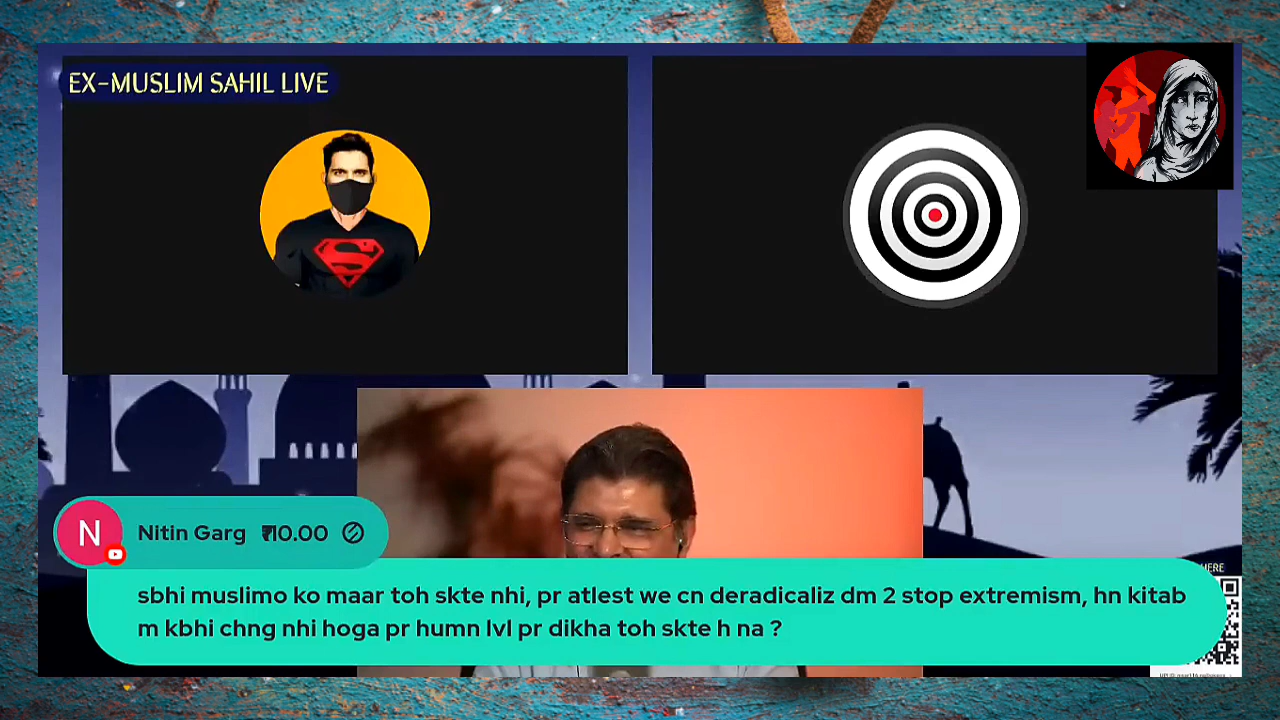 EX-MUSLIM SAHIL LIVE
N
Nitin Garg ₹10.00
sbhi muslimo ko maar toh skte nhi, pr atlest we cn deradicaliz dm 2 stop extremism, hn kitab
m kbhi chng nhi hoga pr humn lvl pr dikha toh skte h na ?
HERE